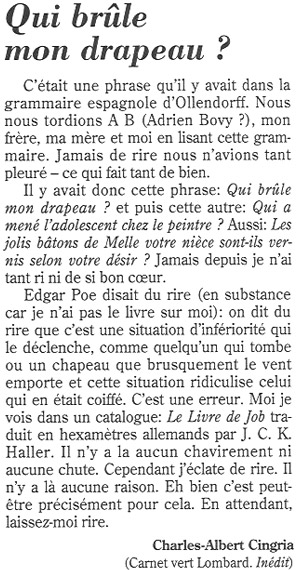 Qui brûle
mon drapeau ?
C'était une phrase qu'il y avait dans la
grammaire espagnole d'Ollendorff. Nous
nous tordions A B (Adrien Bovy ?), mon
frère, ma mère et moi en lisant cette gram-
maire. Jamais de rire nous n'avions tant
pleuré – ce qui fait tant de bien.
Il y avait donc cette phrase: Qui brûle
mon drapeau ? et puis cette autre: Qui a
mené l'adolescent chez le peintre ? Aussi: Les
jolis bâtons de Melle votre nièce sont-ils ver-
nis selon votre désir ? Jamais depuis je n'ai
tant ri ni de si bon cœur.
Edgar Poe disait du rire (en substance
car je n'ai pas le livre sur moi): on dit du
rire que c'est une situation d'infériorité qui
le déclenche, comme quelqu'un qui tombe
ou un chapeau que brusquement le vent
emporte et cette situation ridiculise celui
qui en était coiffé. C'est une erreur. Moi je
vois dans un catalogue: Le Livre de Job tra-
duit en hexamètres allemands par J. C. K.
Haller. Il n'y a la aucun chavirement ni
aucune chute. Cependant j'éclate de rire. Il
n'y a là aucune raison. Eh bien c'est peut-
être précisément pour cela. En attendant,
laissez-moi rire.
Charles-Albert Cingria
(Carnet vert Lombard. Inédit)